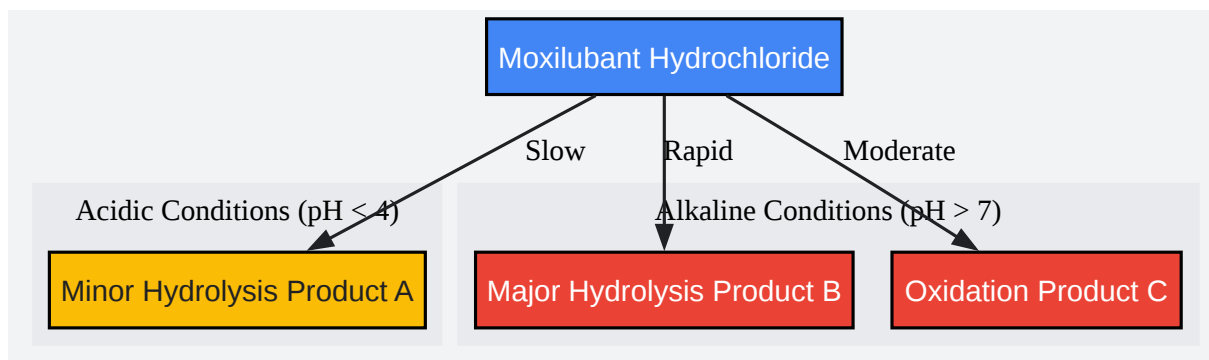 Moxilubant Hydrochloride
Slow
Rapid
Moderate
Acidic Conditions (pH < 4)
Alkaline Conditions (pH > 7)
Minor Hydrolysis Product A
Major Hydrolysis Product B
Oxidation Product C